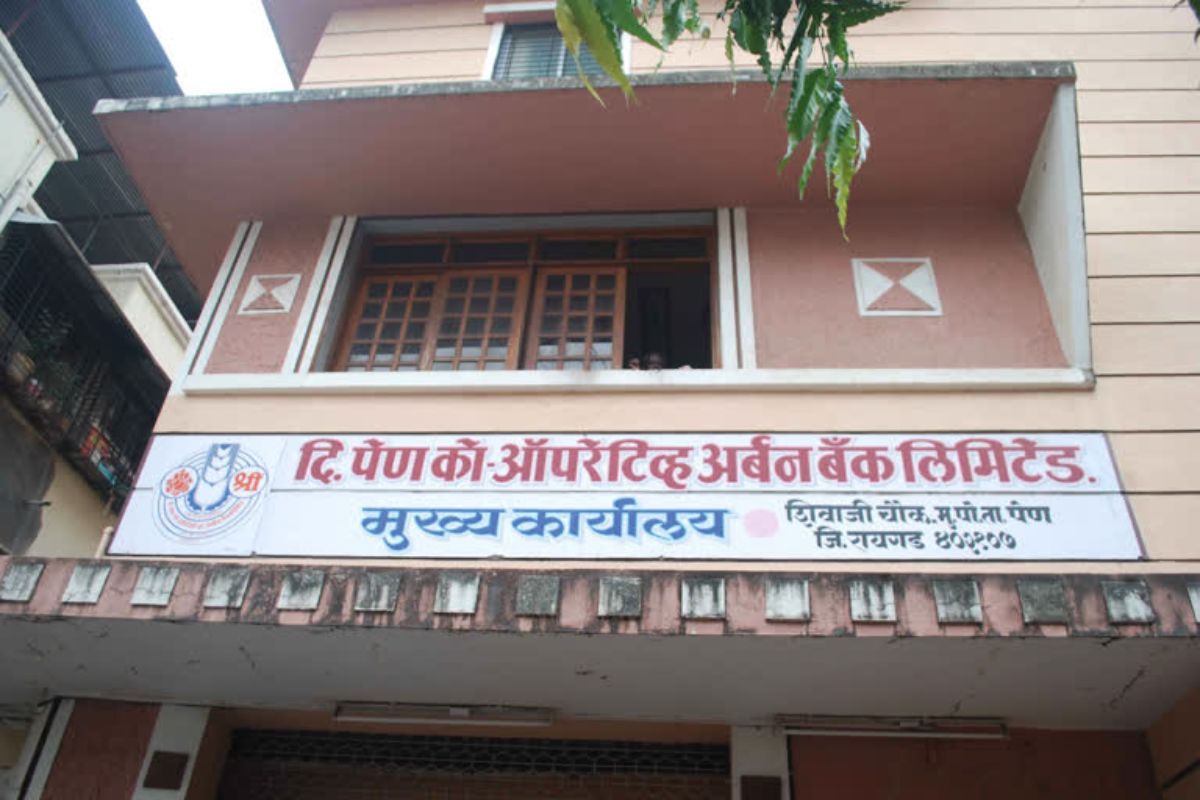 दि. पेण को-ऑपरेटिव्ह अर्बन बँक लिमिटेड.
श्री
मुख्य कार्यालय
शिवाजी चौक. मु.पो.ता. पेण
जि. रायगड ४०२१०७